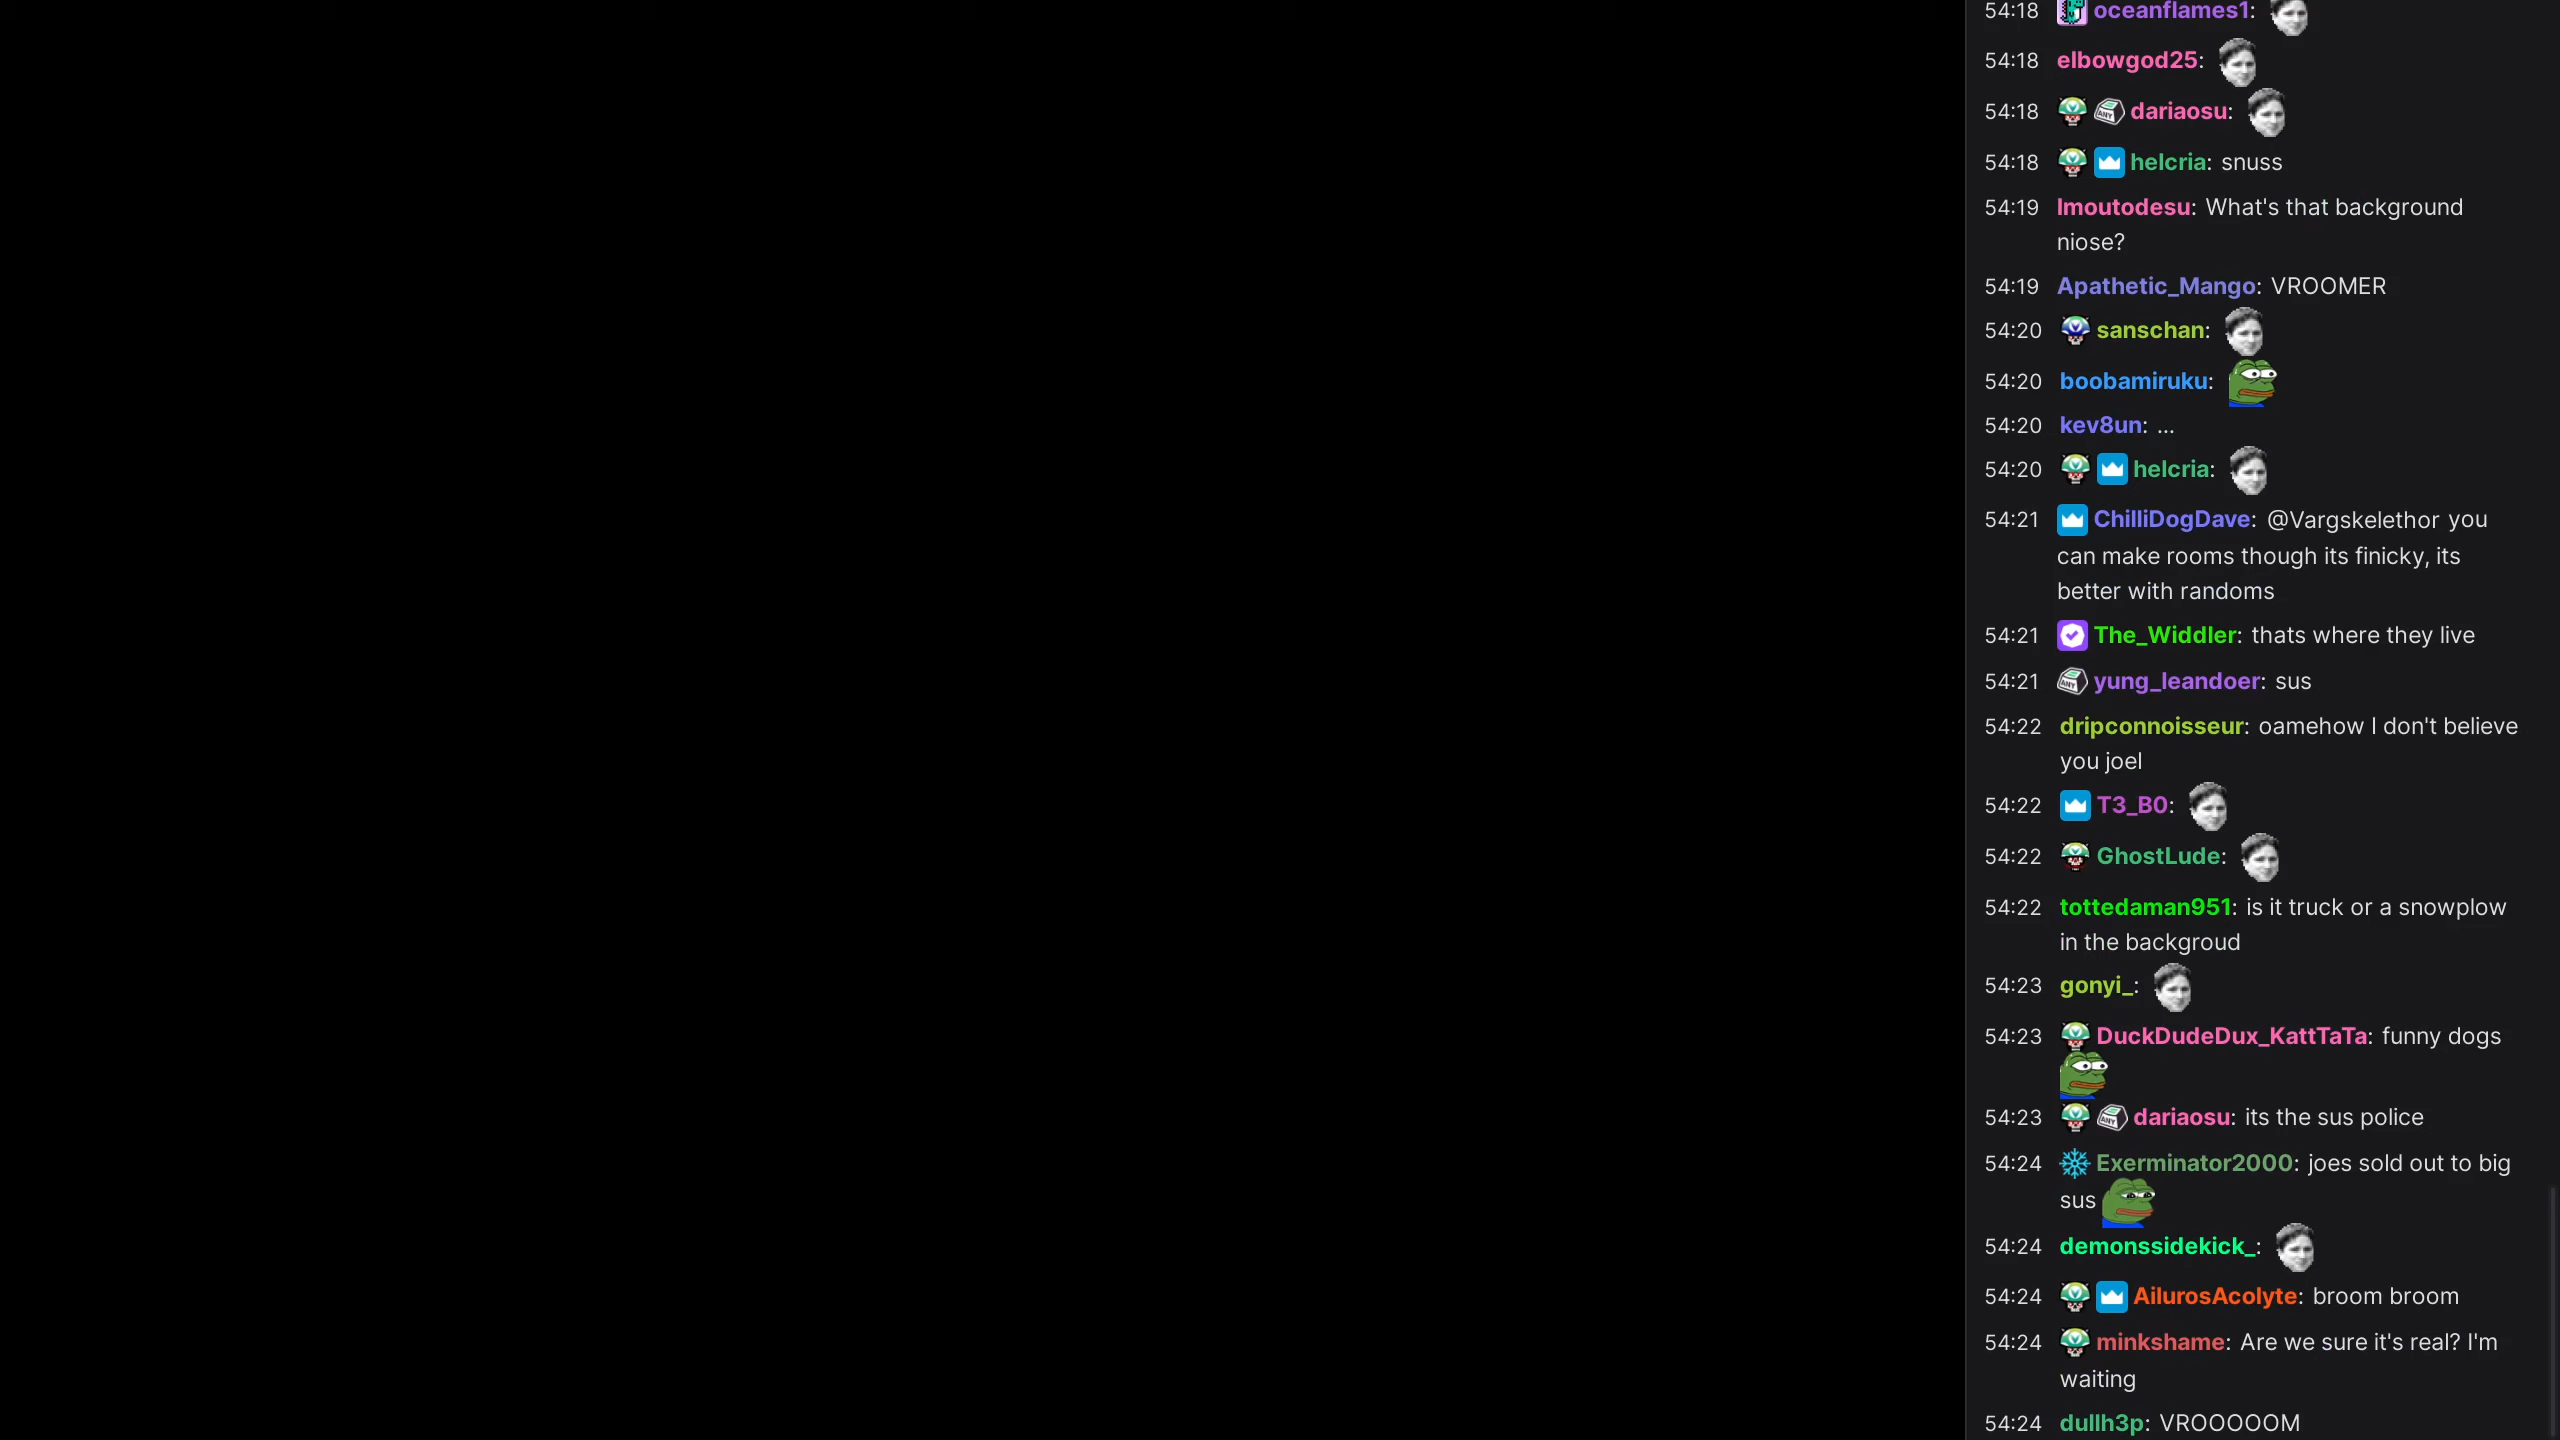 54:18 oceanflames1:
54:18 elbowgod25:
54:18 dariaosu:
54:18 helcria: snuss
54:19 Imoutodesu: What's that background
niose?
54:19 Apathetic_Mango: VROOMER
54:20 sanschan:
54:20 boobamiruku:
54:20 kev8un: ...
54:20 helcria:
54:21 ChilliDogDave: @Vargskelethor you
can make rooms though its finicky, its
better with randoms
54:21 The_Widdler: thats where they live
54:21 yung_leandoer: sus
54:22 dripconnoisseur: oamehow I don't believe
you joel
54:22 T3_B0:
54:22 GhostLude:
54:22 tottedaman951: is it truck or a snowplow
in the backgroud
54:23 gonyi_:
54:23 DuckDudeDux_KattTaTa: funny dogs
54:23 dariaosu: its the sus police
54:24 Exerminator2000: joes sold out to big
sus
54:24 demonssidekick_:
54:24 AilurosAcolyte: broom broom
54:24 minkshame: Are we sure it's real? I'm
waiting
54:24 dullh3p: VROOOOOM